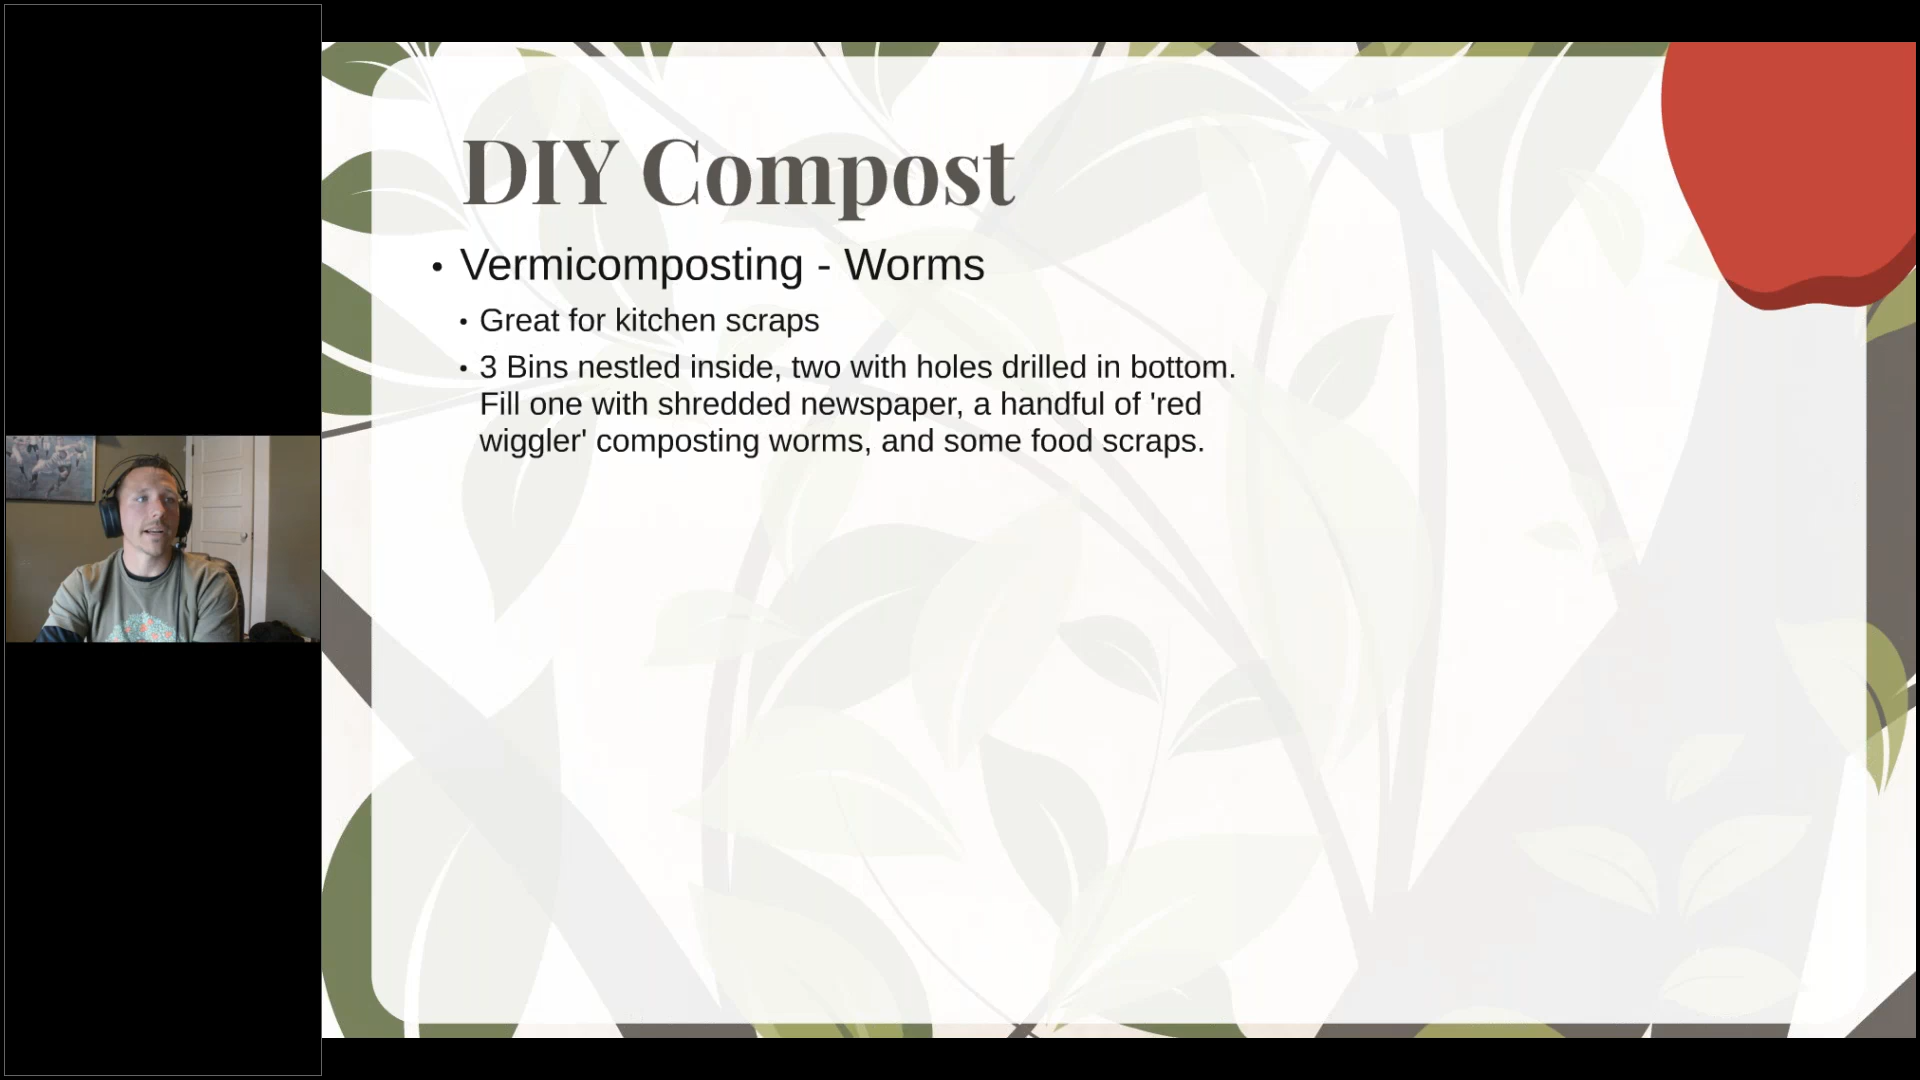 DIY Compost
• Vermicomposting - Worms
• Great for kitchen scraps
• 3 Bins nestled inside, two with holes drilled in bottom.
Fill one with shredded newspaper, a handful of 'red
wiggler' composting worms, and some food scraps.